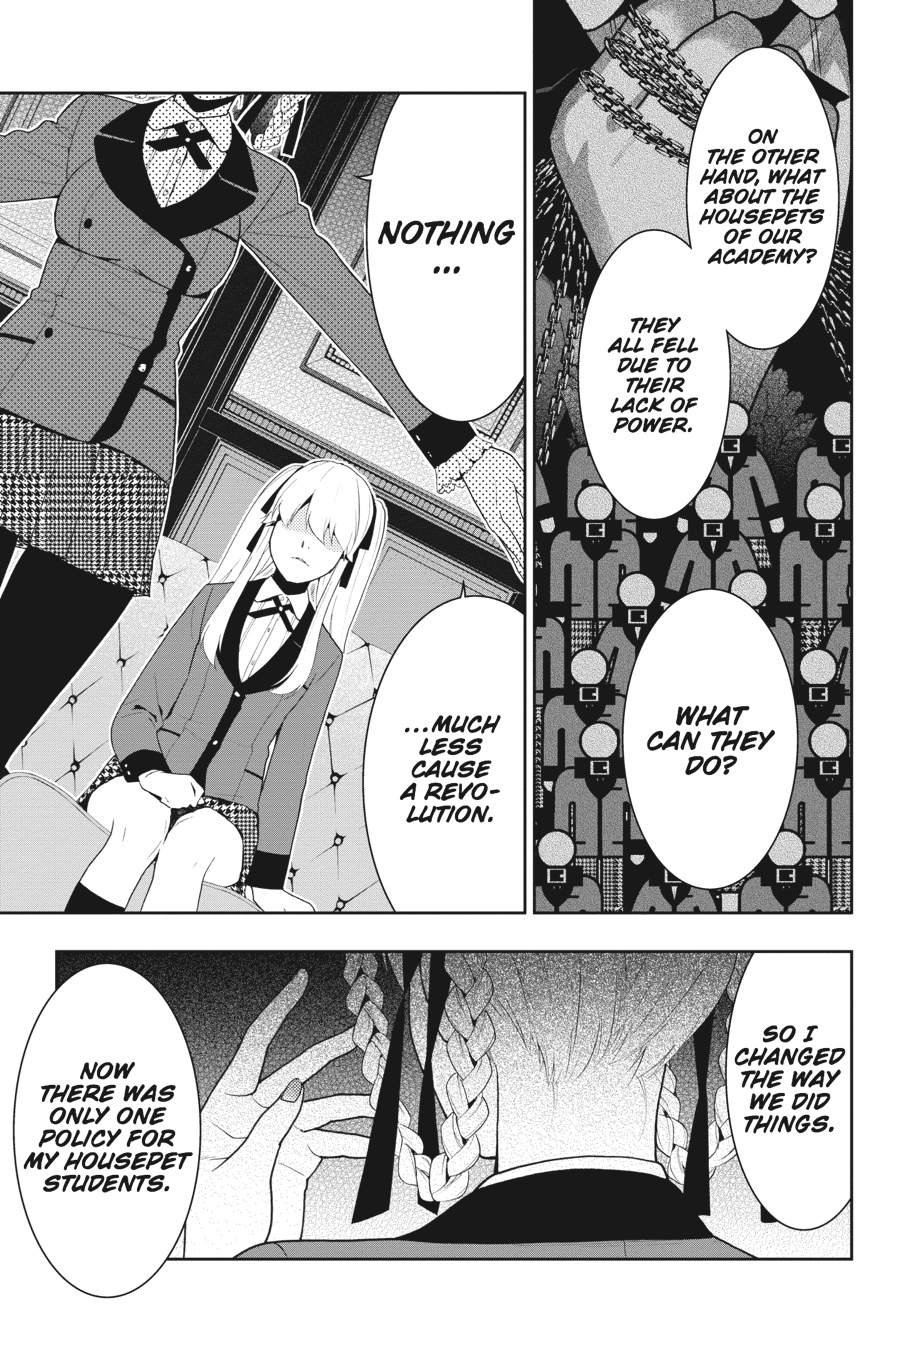 ON
THE OTHER
HAND, WHAT
ABOUT THE
HOUSEPETS
OF OUR
ACADEMY?
THEY
ALL FELL
DUE TO
THEIR
LACK OF
POWER.
WHAT
CAN THEY
DO?
NOTHING
...
...MUCH
LESS
CAUSE
A REVO-
LUTION.
SO I
CHANGED
THE WAY
WE DID
THINGS.
NOW
THERE WAS
ONLY ONE
POLICY FOR
MY HOUSEPET
STUDENTS.